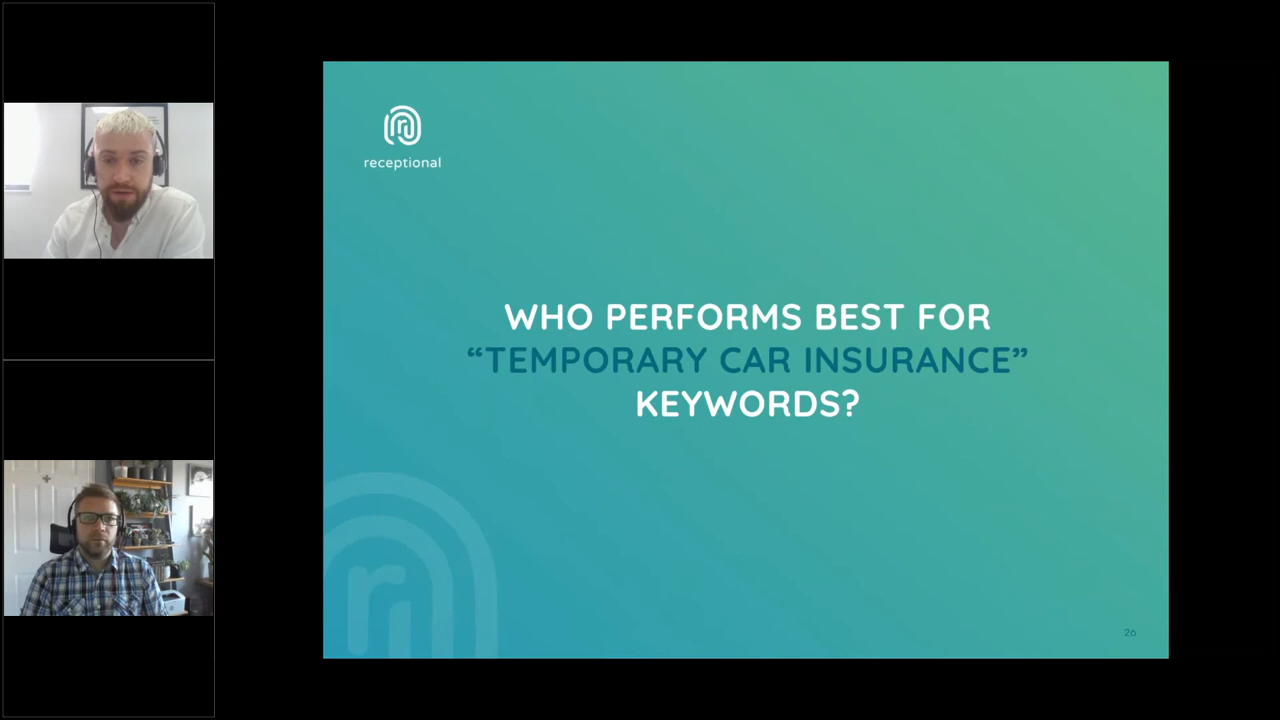 receptional
WHO PERFORMS BEST FOR
“TEMPORARY CAR INSURANCE”
KEYWORDS?
26